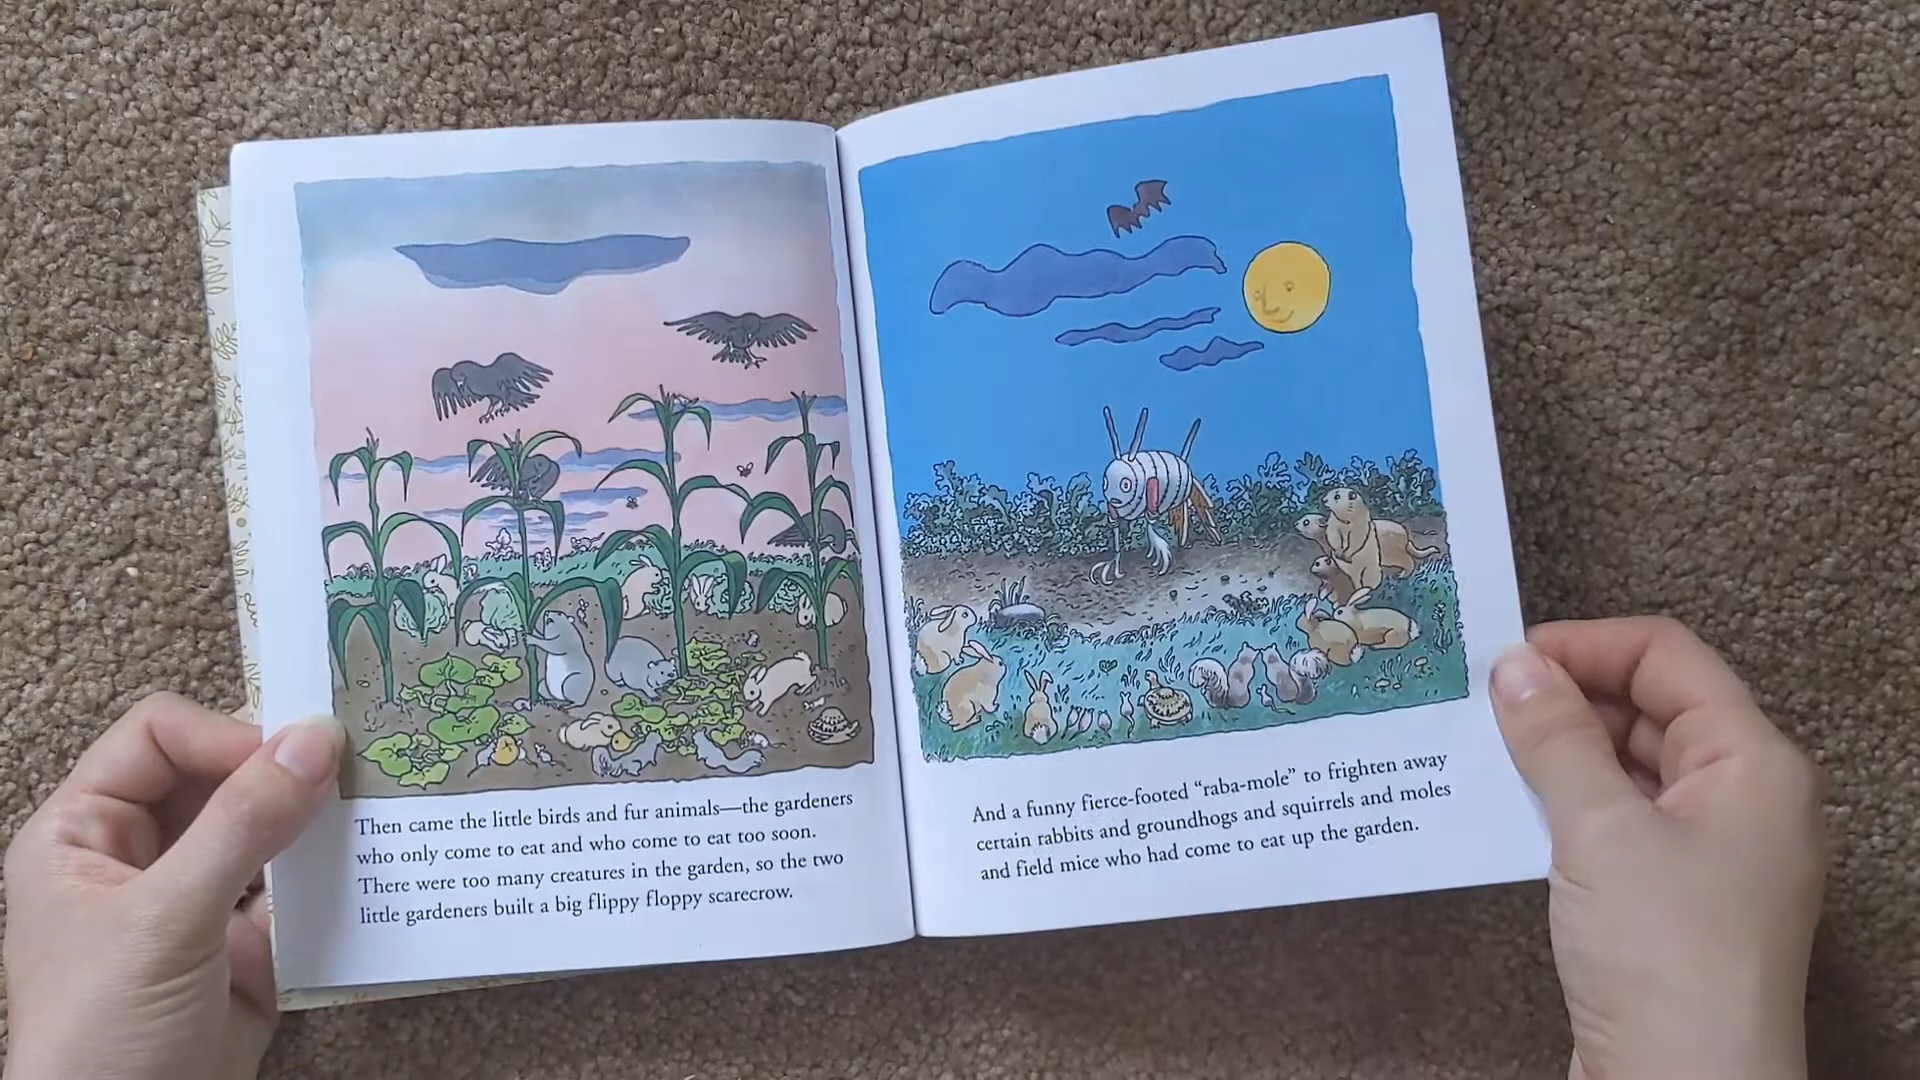 Then came the little birds and fur animals—the gardeners
who only come to eat and who come to eat too soon.
There were too many creatures in the garden, so the two
little gardeners built a big flippy floppy scarecrow.
And a funny fierce-footed “raba-mole” to frighten away
certain rabbits and groundhogs and squirrels and moles
and field mice who had come to eat up the garden.